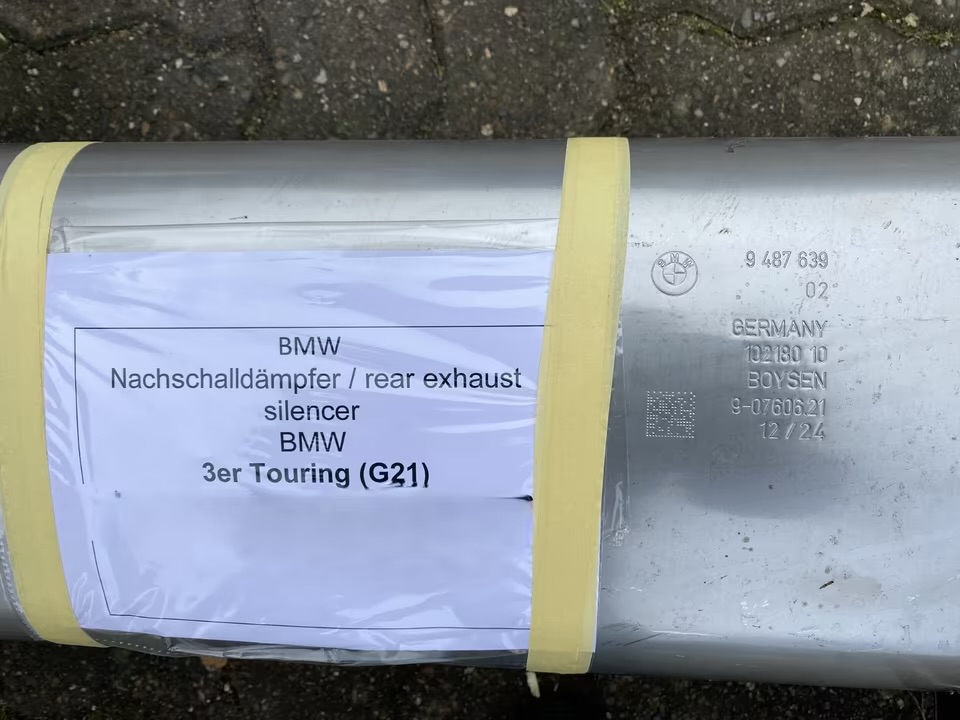 BMW
Nachschalldämpfer / rear exhaust
silencer
BMW
3er Touring (G21)
BMW
9 487 639
02
GERMANY
102180 10
BOYSEN
9-07606.21
12/24